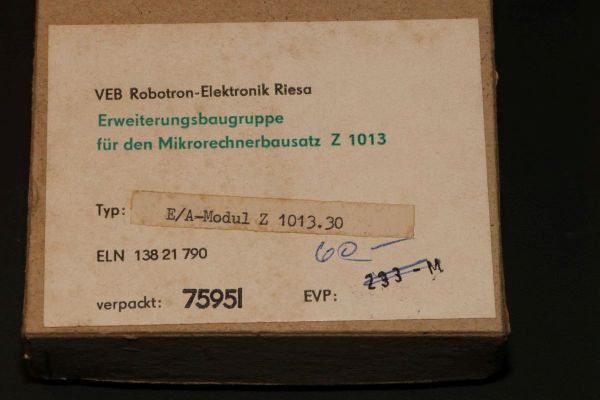 VEB Robotron-Elektronik Riesa
Erweiterungsbaugruppe
für den Mikrorechnerbausatz Z 1013
Typ: E/A-Modul Z 1013.30
60,-
ELN 138 21 790
verpackt: 75951 EVP: 233 - M